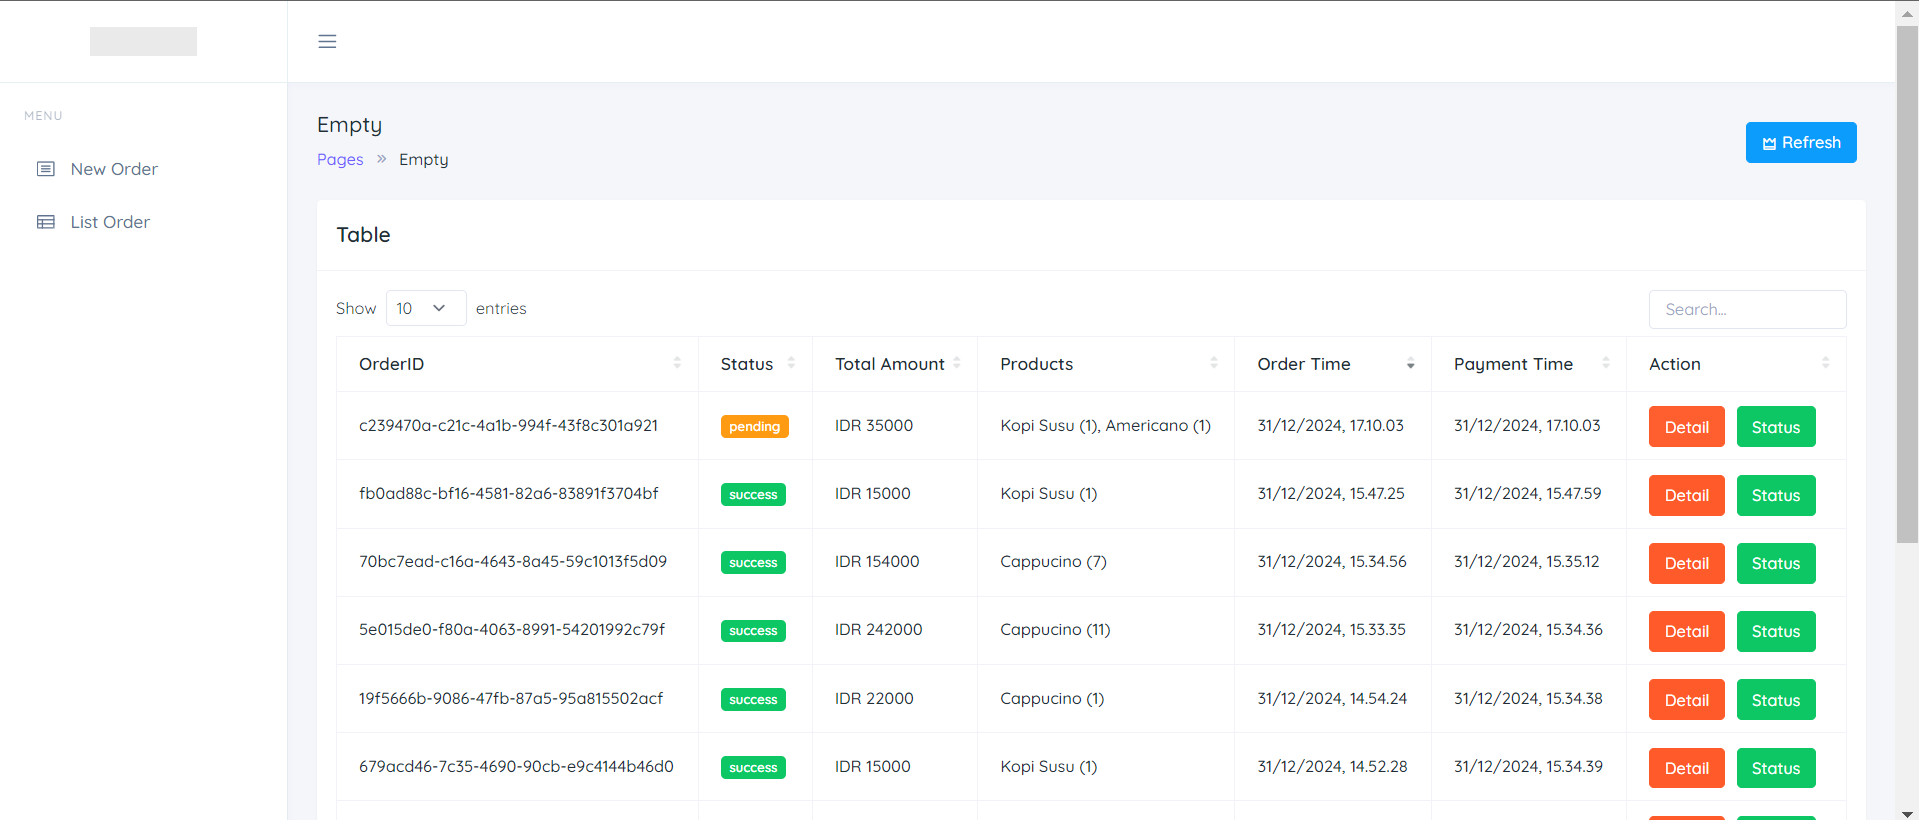 MENU
New Order
List Order
Empty
Pages » Empty
Refresh
Table
Show 10 entries
Search...
OrderID Status Total Amount Products Order Time Payment Time Action
c239470a-c21c-4a1b-994f-43f8c301a921 pending IDR 35000 Kopi Susu (1), Americano (1) 31/12/2024, 17.10.03 31/12/2024, 17.10.03 Detail Status
fb0ad88c-bf16-4581-82a6-83891f3704bf success IDR 15000 Kopi Susu (1) 31/12/2024, 15.47.25 31/12/2024, 15.47.59 Detail Status
70bc7ead-c16a-4643-8a45-59c1013f5d09 success IDR 154000 Cappucino (7) 31/12/2024, 15.34.56 31/12/2024, 15.35.12 Detail Status
5e015de0-f80a-4063-8991-54201992c79f success IDR 242000 Cappucino (11) 31/12/2024, 15.33.35 31/12/2024, 15.34.36 Detail Status
19f5666b-9086-47fb-87a5-95a815502acf success IDR 22000 Cappucino (1) 31/12/2024, 14.54.24 31/12/2024, 15.34.38 Detail Status
679acd46-7c35-4690-90cb-e9c4144b46d0 success IDR 15000 Kopi Susu (1) 31/12/2024, 14.52.28 31/12/2024, 15.34.39 Detail Status